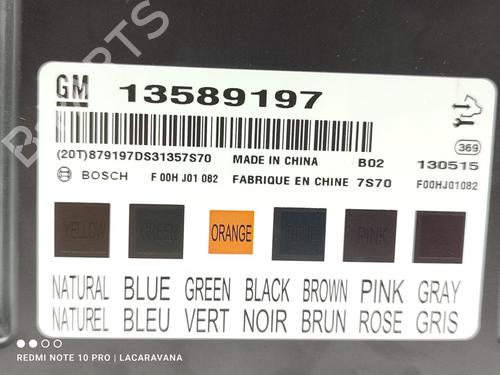 GM 13589197
(20T)879197DS31357S70 MADE IN CHINA B02 130515
369
BOSCH F 00H J01 082 FABRIQUE EN CHINE 7S70 F00HJ01082
YELLOW GREEN ORANGE BLUE PINK
NATURAL BLUE GREEN BLACK BROWN PINK GRAY
NATUREL BLEU VERT NOIR BRUN ROSE GRIS
REDMI NOTE 10 PRO | LACARAVANA